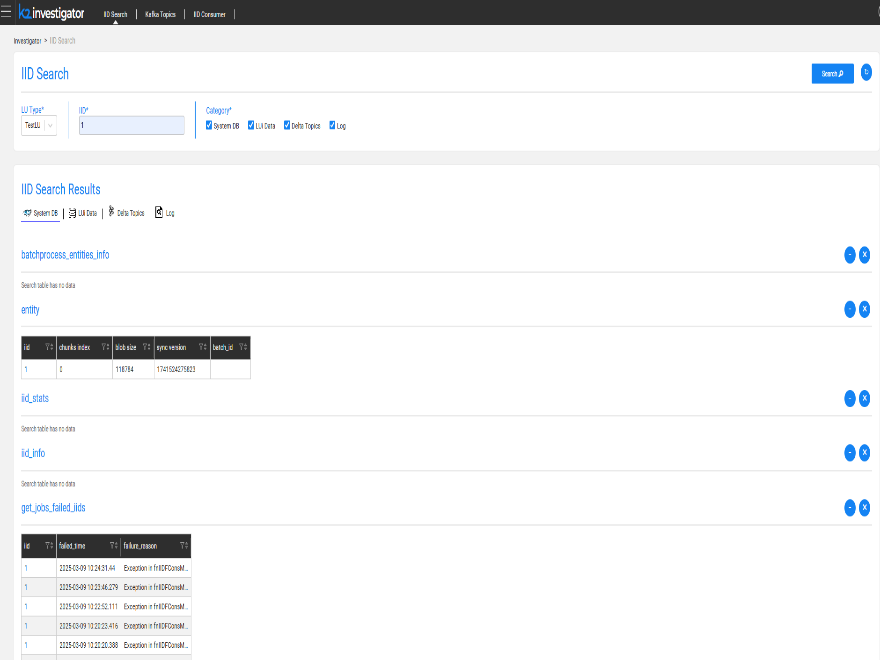 K2investigator IID Search Kafka Topics IID Consumer
Investigator > IID Search
IID Search
Search
LU Type* IID* Category*
TestLU 1 System DB LUI Data Delta Topics Log
IID Search Results
System DB LUI Data Delta Topics Log
batchprocess_entities_info - X
Search table has no data
entity - X
iid chunks index blob size sync version batch_id
1 0 118784 1741524275823
iid_stats - X
Search table has no data
iid_info - X
Search table has no data
get_jobs_failed_iids - X
iid failed_time failure_reason
1 2025-03-09 10:24:31.44 Exception in fnIIDFConsM...
1 2025-03-09 10:23:46.279 Exception in fnIIDFConsM...
1 2025-03-09 10:22:52.111 Exception in fnIIDFConsM...
1 2025-03-09 10:20:23.416 Exception in fnIIDFConsM...
1 2025-03-09 10:20:20.388 Exception in fnIIDFConsM...